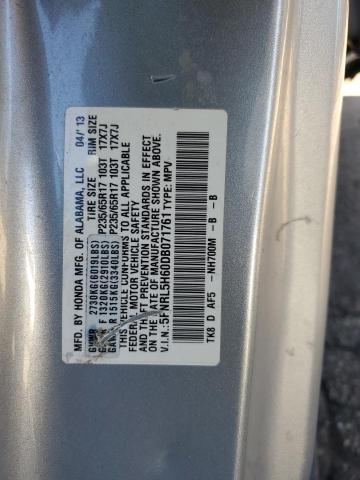 MFD. BY HONDA MFG. OF ALABAMA, LLC 04/'13
TIRE SIZE RIM SIZE
2730KG(6019LBS)
F 1320KG(2910LBS) P235/65R17 103T 17X7J
GAWR R 1515KG(3340LBS) P235/65R17 103T 17X7J
THIS VEHICLE CONFORMS TO ALL APPLICABLE
FEDERAL MOTOR VEHICLE SAFETY
AND THEFT PREVENTION STANDARDS IN EFFECT
ON THE DATE OF MANUFACTURE SHOWN ABOVE.
V.I.N.:5FNRL5H60DB071761 TYPE: MPV
TK8 D AF5 -NH700M -B -B